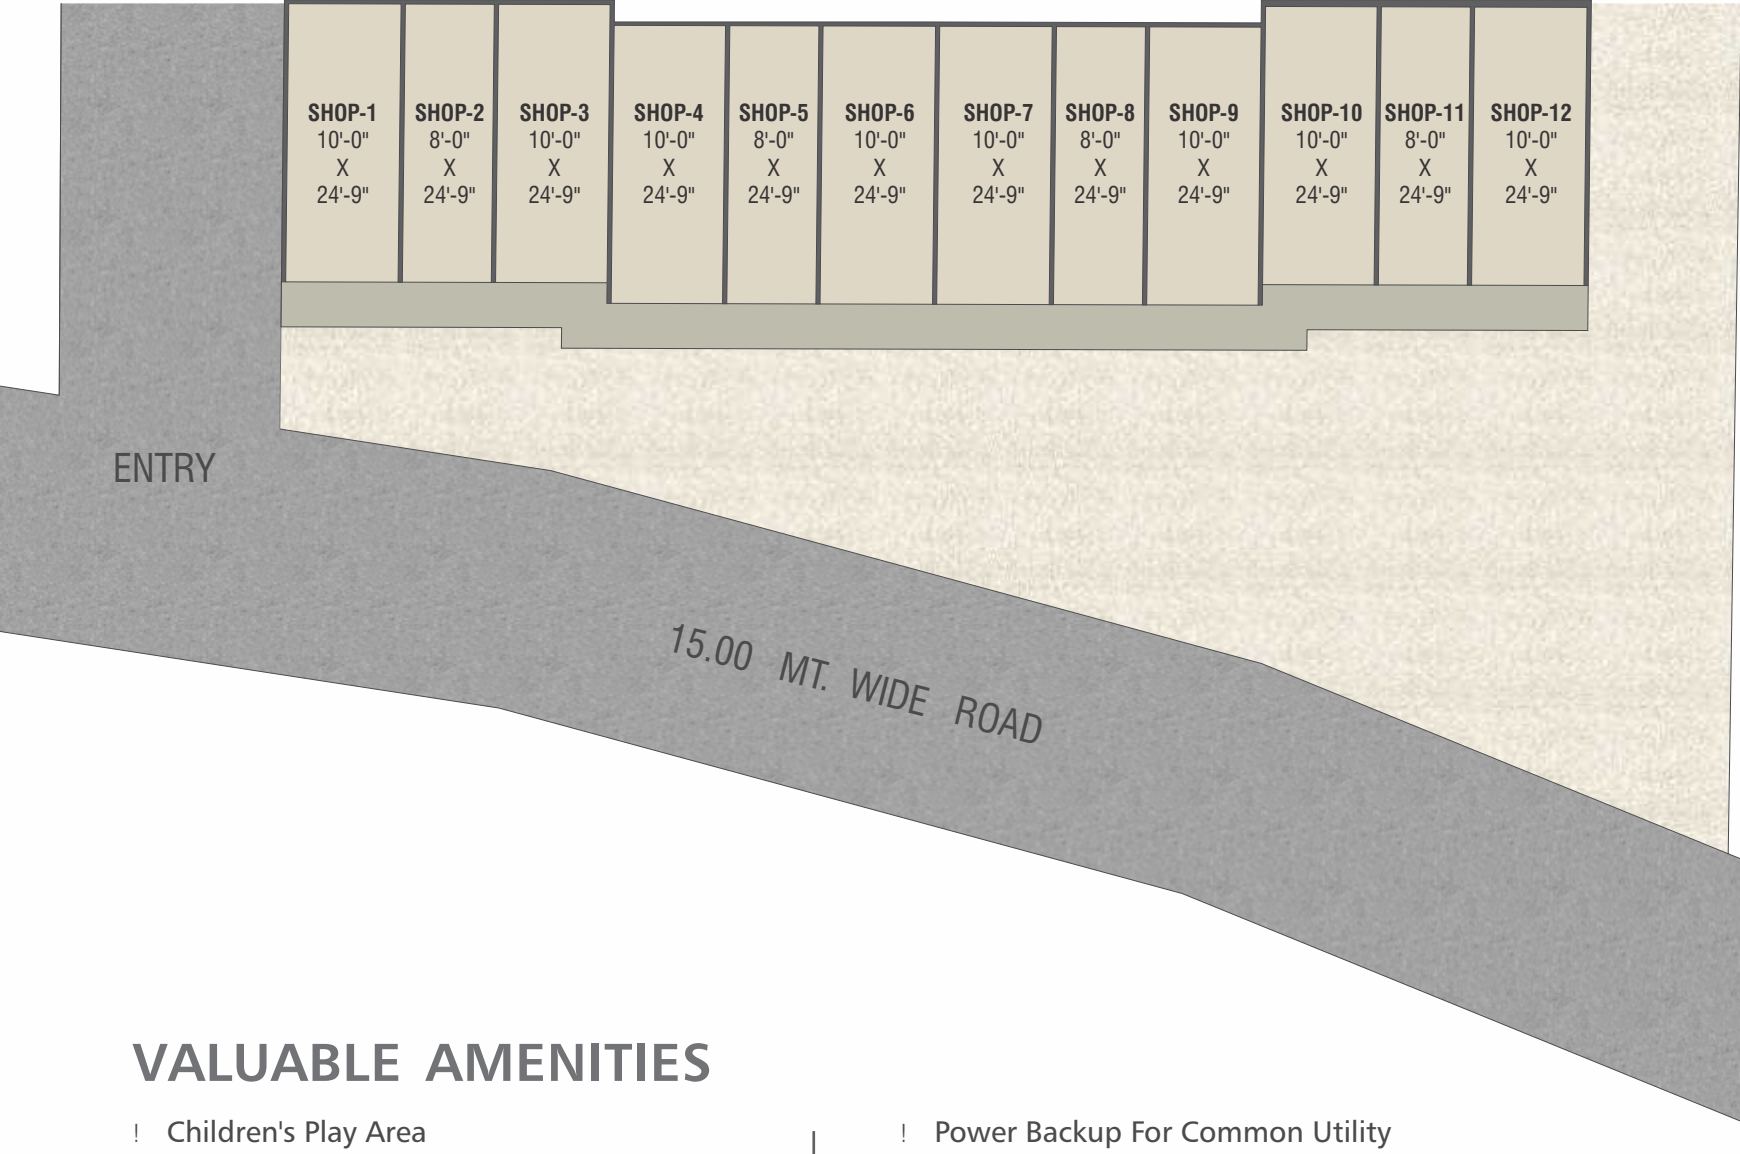 SHOP-1
10'-0"
X
24'-9"
SHOP-2
8'-0"
X
24'-9"
SHOP-3
10'-0"
X
24'-9"
SHOP-4
10'-0"
X
24'-9"
SHOP-5
8'-0"
X
24'-9"
SHOP-6
10'-0"
X
24'-9"
SHOP-7
10'-0"
X
24'-9"
SHOP-8
8'-0"
X
24'-9"
SHOP-9
10'-0"
X
24'-9"
SHOP-10
10'-0"
X
24'-9"
SHOP-11
8'-0"
X
24'-9"
SHOP-12
10'-0"
X
24'-9"
ENTRY
15.00 MT. WIDE ROAD
VALUABLE AMENITIES
! Children's Play Area
! Power Backup For Common Utility